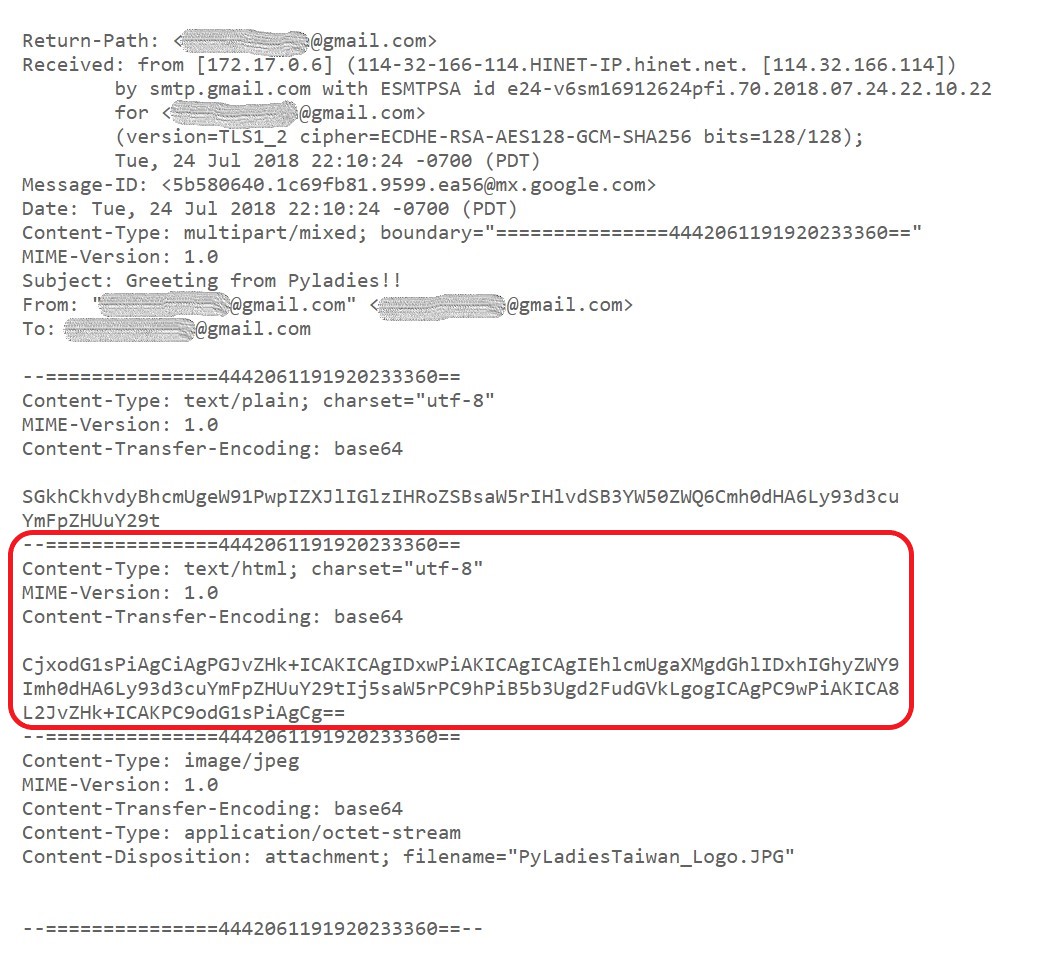 Return-Path: <@gmail.com>
Received: from [172.17.0.6] (114-32-166-114.HINET-IP.hinet.net. [114.32.166.114])
by smtp.gmail.com with ESMTPSA id e24-v6sm16912624pfi.70.2018.07.24.22.10.22
for <@gmail.com>
(version=TLS1_2 cipher=ECDHE-RSA-AES128-GCM-SHA256 bits=128/128);
Tue, 24 Jul 2018 22:10:24 -0700 (PDT)
Message-ID: <5b580640.1c69fb81.9599.ea56@mx.google.com>
Date: Tue, 24 Jul 2018 22:10:24 -0700 (PDT)
Content-Type: multipart/mixed; boundary="===============4442061191920233360=="
MIME-Version: 1.0
Subject: Greeting from Pyladies!!
From: "@gmail.com" <@gmail.com>
To: @gmail.com
--===============4442061191920233360==
Content-Type: text/plain; charset="utf-8"
MIME-Version: 1.0
Content-Transfer-Encoding: base64
SGkhCkhvdyBhcmUgeW91PwpIZXJlIGlzIHRoZSBsaW5rIHlvdSB3YW50ZWQ6Cmh0dHA6Ly93d3cu
YmFpZHUuY29t
--===============4442061191920233360==
Content-Type: text/html; charset="utf-8"
MIME-Version: 1.0
Content-Transfer-Encoding: base64
CjxodG1sPiAgCiAgPGJvZHk+ICAKICAgIDxwPiAKICAgICAgIEhlcmUgaXMgdGhlIDxhIGhyZWY9
Imh0dHA6Ly93d3cuYmFpZHUuY29tIj5saW5rPC9hPiB5b3Ugd2FudGVkLgogICAgPC9wPiAKICA8
L2JvZHk+ICAKPC9odG1sPiAgCg==
--===============4442061191920233360==
Content-Type: image/jpeg
MIME-Version: 1.0
Content-Transfer-Encoding: base64
Content-Type: application/octet-stream
Content-Disposition: attachment; filename="PyLadiesTaiwan_Logo.JPG"
--===============4442061191920233360==--